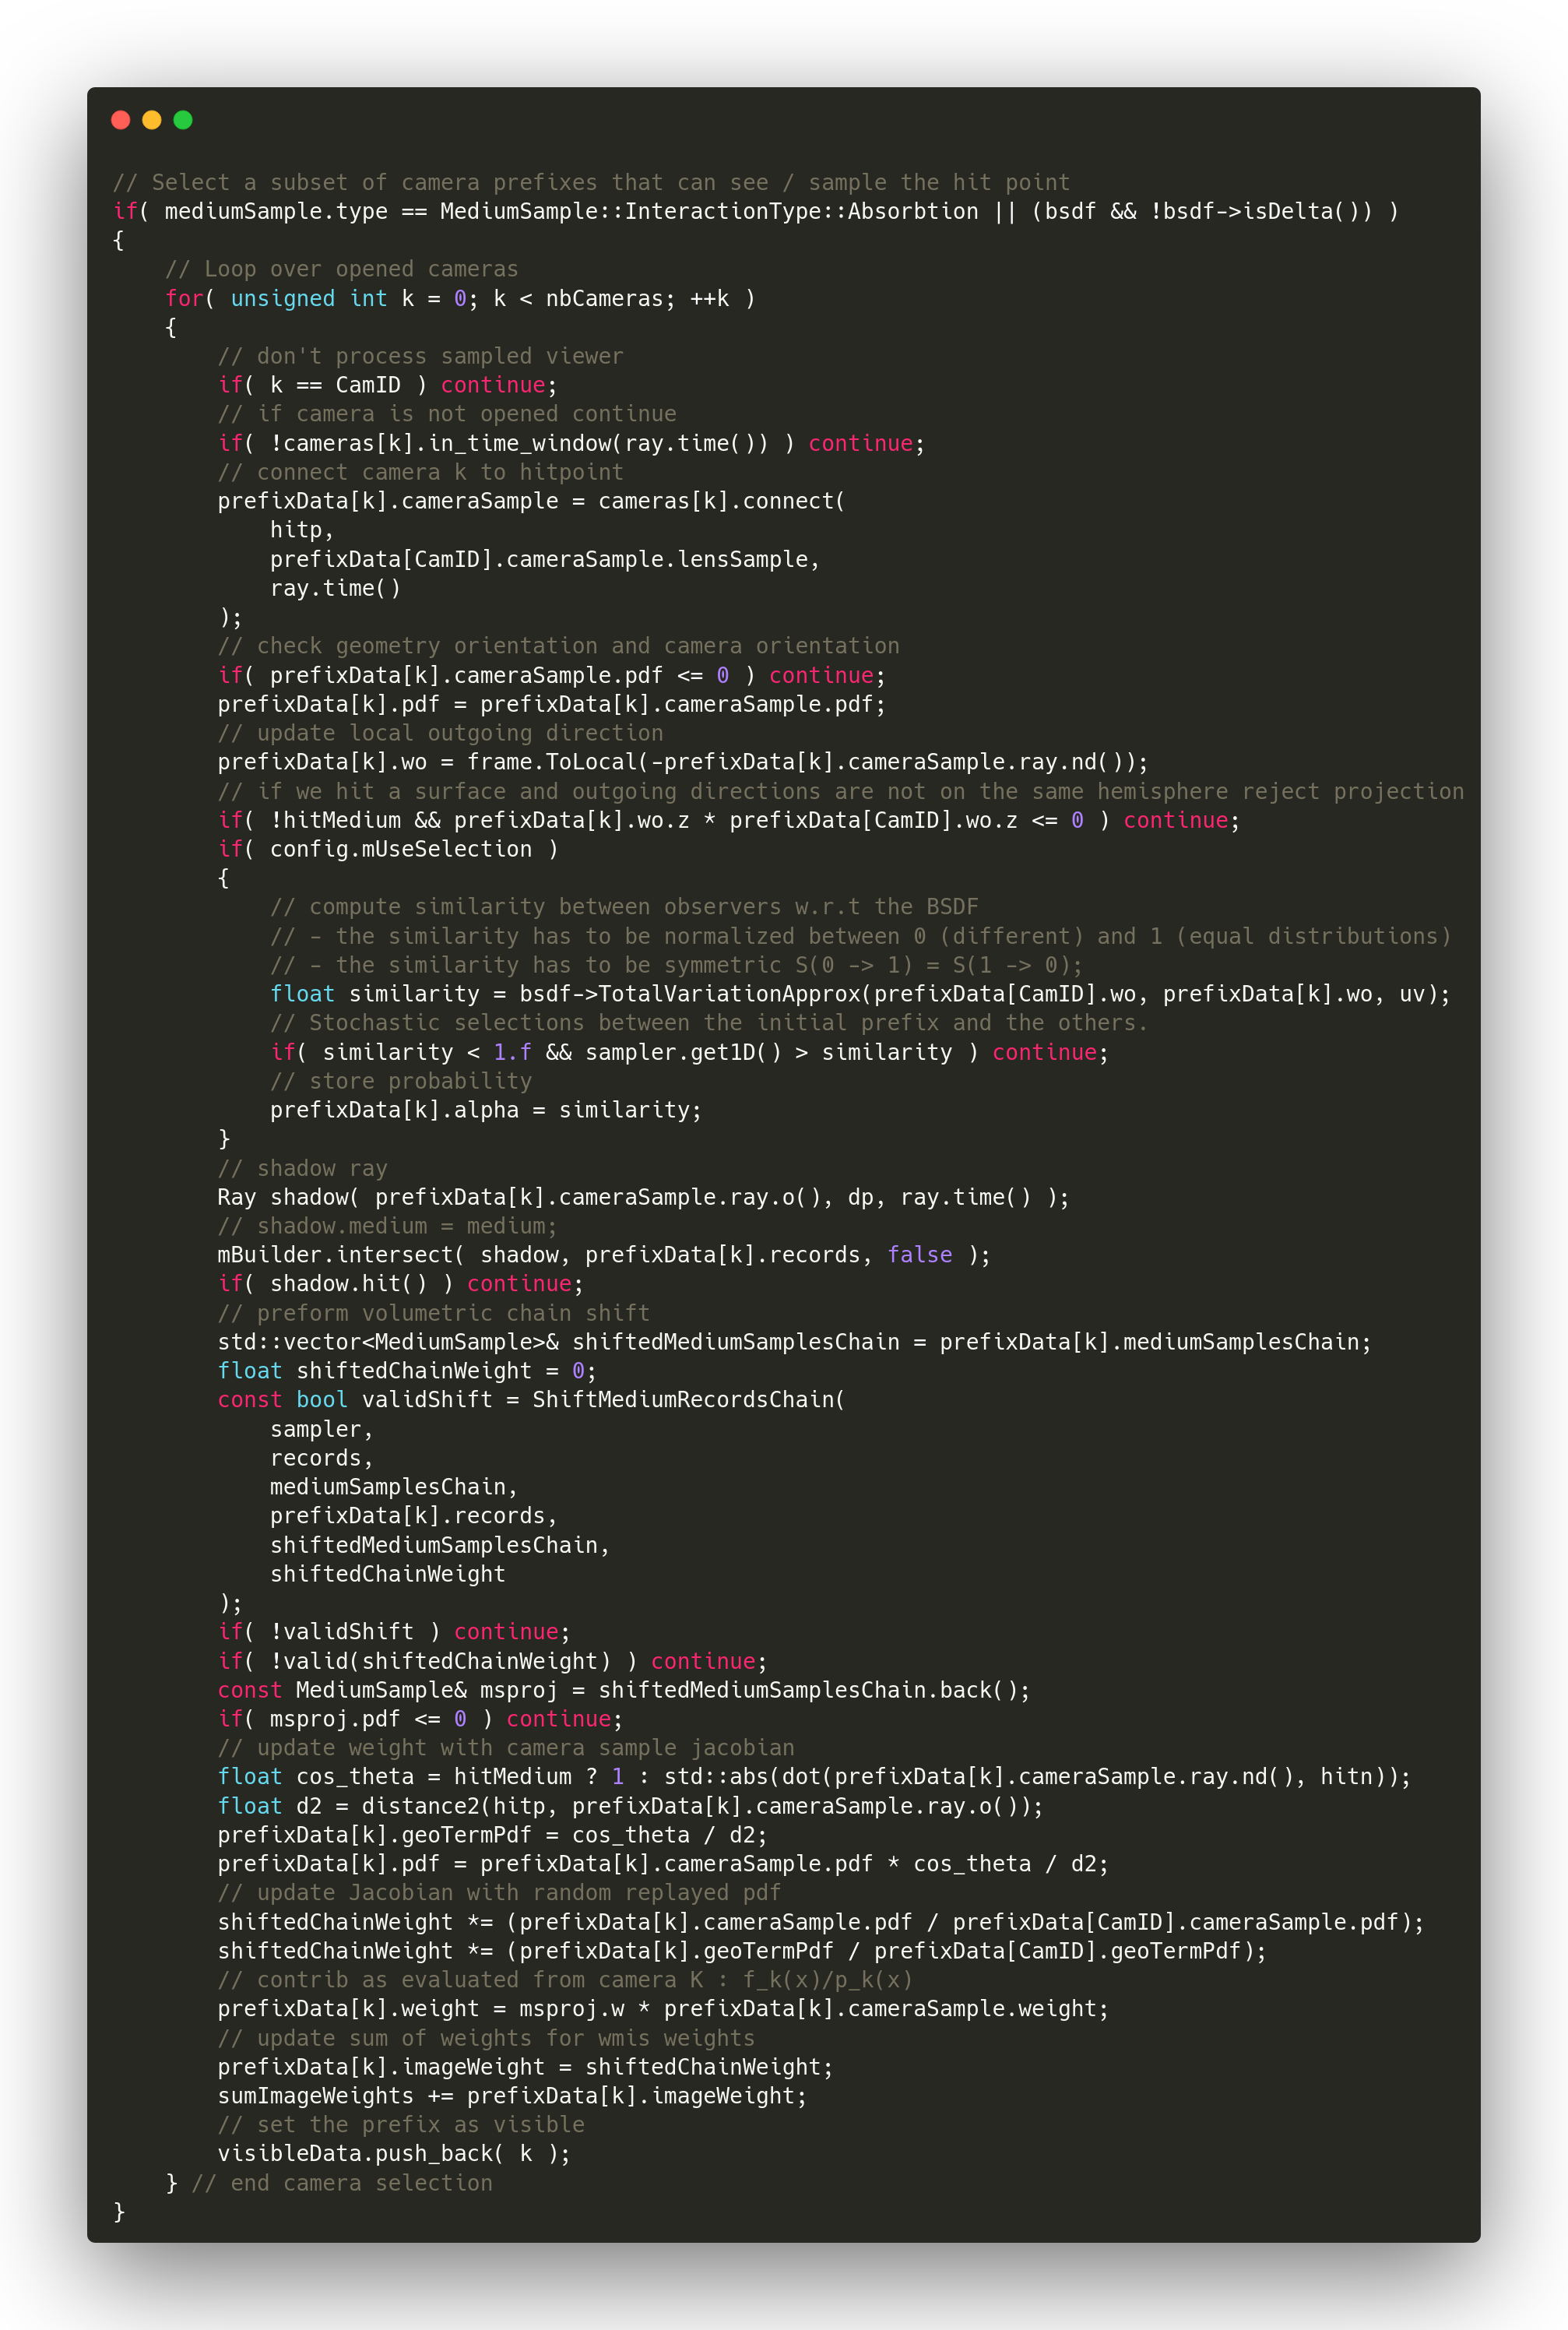 // Select a subset of camera prefixes that can see / sample the hit point
if( mediumSample.type == MediumSample::InteractionType::Absorbtion || (bsdf && !bsdf->isDelta()) )
{
    // Loop over opened cameras
    for( unsigned int k = 0; k < nbCameras; ++k )
    {
        // don't process sampled viewer
        if( k == CamID ) continue;
        // if camera is not opened continue
        if( !cameras[k].in_time_window(ray.time()) ) continue;
        // connect camera k to hitpoint
        prefixData[k].cameraSample = cameras[k].connect(
            hitp,
            prefixData[CamID].cameraSample.lensSample,
            ray.time()
        );
        // check geometry orientation and camera orientation
        if( prefixData[k].cameraSample.pdf <= 0 ) continue;
        prefixData[k].pdf = prefixData[k].cameraSample.pdf;
        // update local outgoing direction
        prefixData[k].wo = frame.ToLocal(-prefixData[k].cameraSample.ray.nd());
        // if we hit a surface and outgoing directions are not on the same hemisphere reject projection
        if( !hitMedium && prefixData[k].wo.z * prefixData[CamID].wo.z <= 0 ) continue;
        if( config.mUseSelection )
        {
            // compute similarity between observers w.r.t the BSDF
            // - the similarity has to be normalized between 0 (different) and 1 (equal distributions)
            // - the similarity has to be symmetric S(0 -> 1) = S(1 -> 0);
            float similarity = bsdf->TotalVariationApprox(prefixData[CamID].wo, prefixData[k].wo, uv);
            // Stochastic selections between the initial prefix and the others.
            if( similarity < 1.f && sampler.get1D() > similarity ) continue;
            // store probability
            prefixData[k].alpha = similarity;
        }
        // shadow ray
        Ray shadow( prefixData[k].cameraSample.ray.o(), dp, ray.time() );
        // shadow.medium = medium;
        mBuilder.intersect( shadow, prefixData[k].records, false );
        if( shadow.hit() ) continue;
        // preform volumetric chain shift
        std::vector<MediumSample>& shiftedMediumSamplesChain = prefixData[k].mediumSamplesChain;
        float shiftedChainWeight = 0;
        const bool validShift = ShiftMediumRecordsChain(
            sampler,
            records,
            mediumSamplesChain,
            prefixData[k].records,
            shiftedMediumSamplesChain,
            shiftedChainWeight
        );
        if( !validShift ) continue;
        if( !valid(shiftedChainWeight) ) continue;
        const MediumSample& msproj = shiftedMediumSamplesChain.back();
        if( msproj.pdf <= 0 ) continue;
        // update weight with camera sample jacobian
        float cos_theta = hitMedium ? 1 : std::abs(dot(prefixData[k].cameraSample.ray.nd(), hitn));
        float d2 = distance2(hitp, prefixData[k].cameraSample.ray.o());
        prefixData[k].geoTermPdf = cos_theta / d2;
        prefixData[k].pdf = prefixData[k].cameraSample.pdf * cos_theta / d2;
        // update Jacobian with random replayed pdf
        shiftedChainWeight *= (prefixData[k].cameraSample.pdf / prefixData[CamID].cameraSample.pdf);
        shiftedChainWeight *= (prefixData[k].geoTermPdf / prefixData[CamID].geoTermPdf);
        // contrib as evaluated from camera K : f_k(x)/p_k(x)
        prefixData[k].weight = msproj.w * prefixData[k].cameraSample.weight;
        // update sum of weights for wmis weights
        prefixData[k].imageWeight = shiftedChainWeight;
        sumImageWeights += prefixData[k].imageWeight;
        // set the prefix as visible
        visibleData.push_back( k );
    } // end camera selection
}